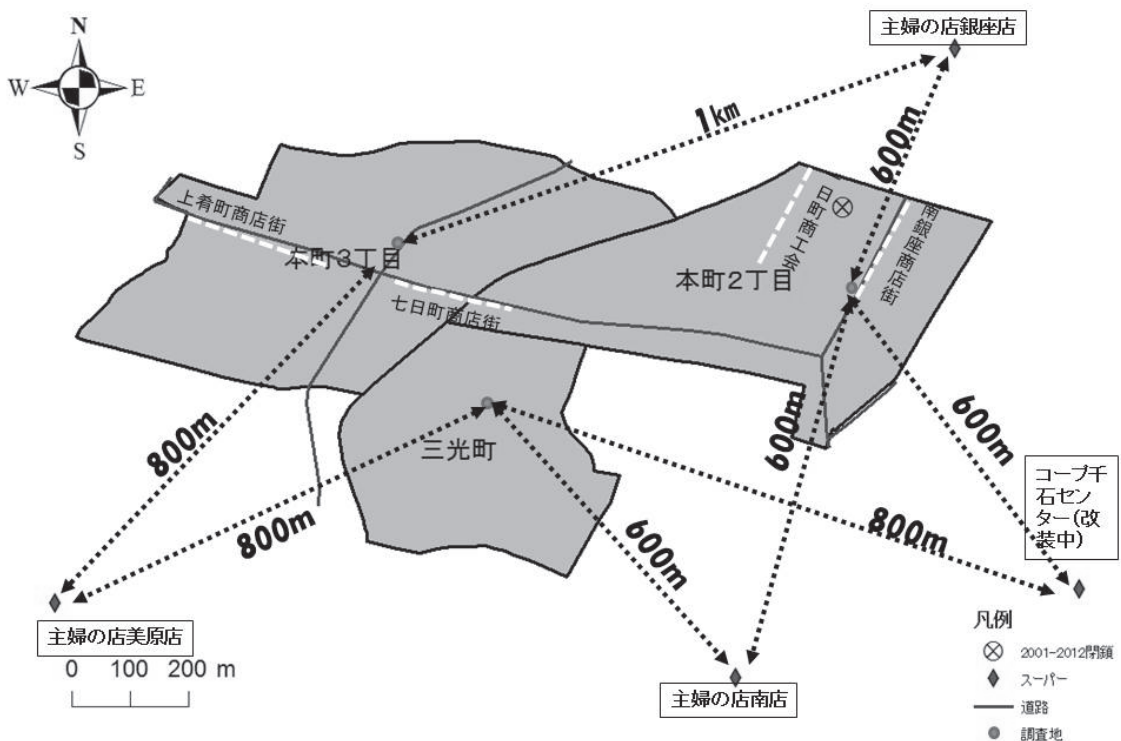 N
W
E
S
主婦の店銀座店
1km
600m
上肴町商店街
本町3丁目
七日町商店街
日町商工会
南銀座商店街
本町2丁目
三光町
800m
800m
600m
600m
800m
600m
コープ千
石セン
ター(改
装中)
主婦の店美原店
0 100 200 m
主婦の店南店
凡例
2001-2012閉鎖
スーパー
道路
調査地